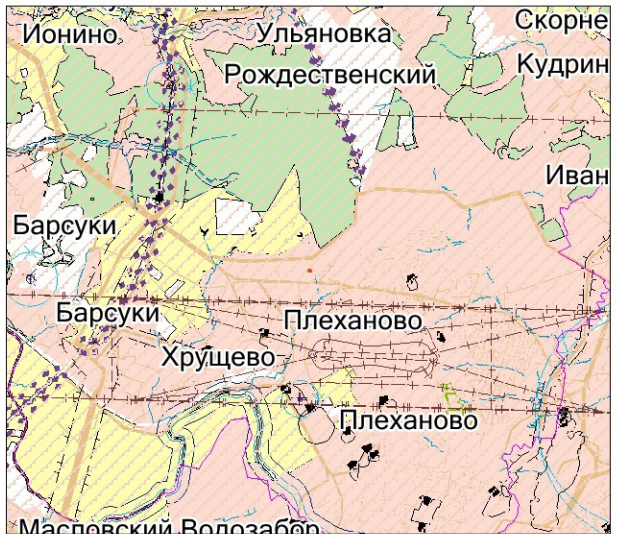 Скорне
Ионино
Ульяновка
Кудрин
Рождественский
Иван
Барсуки
Барсуки
Плеханово
Хрущево
Плеханово
Масловский Водозабор